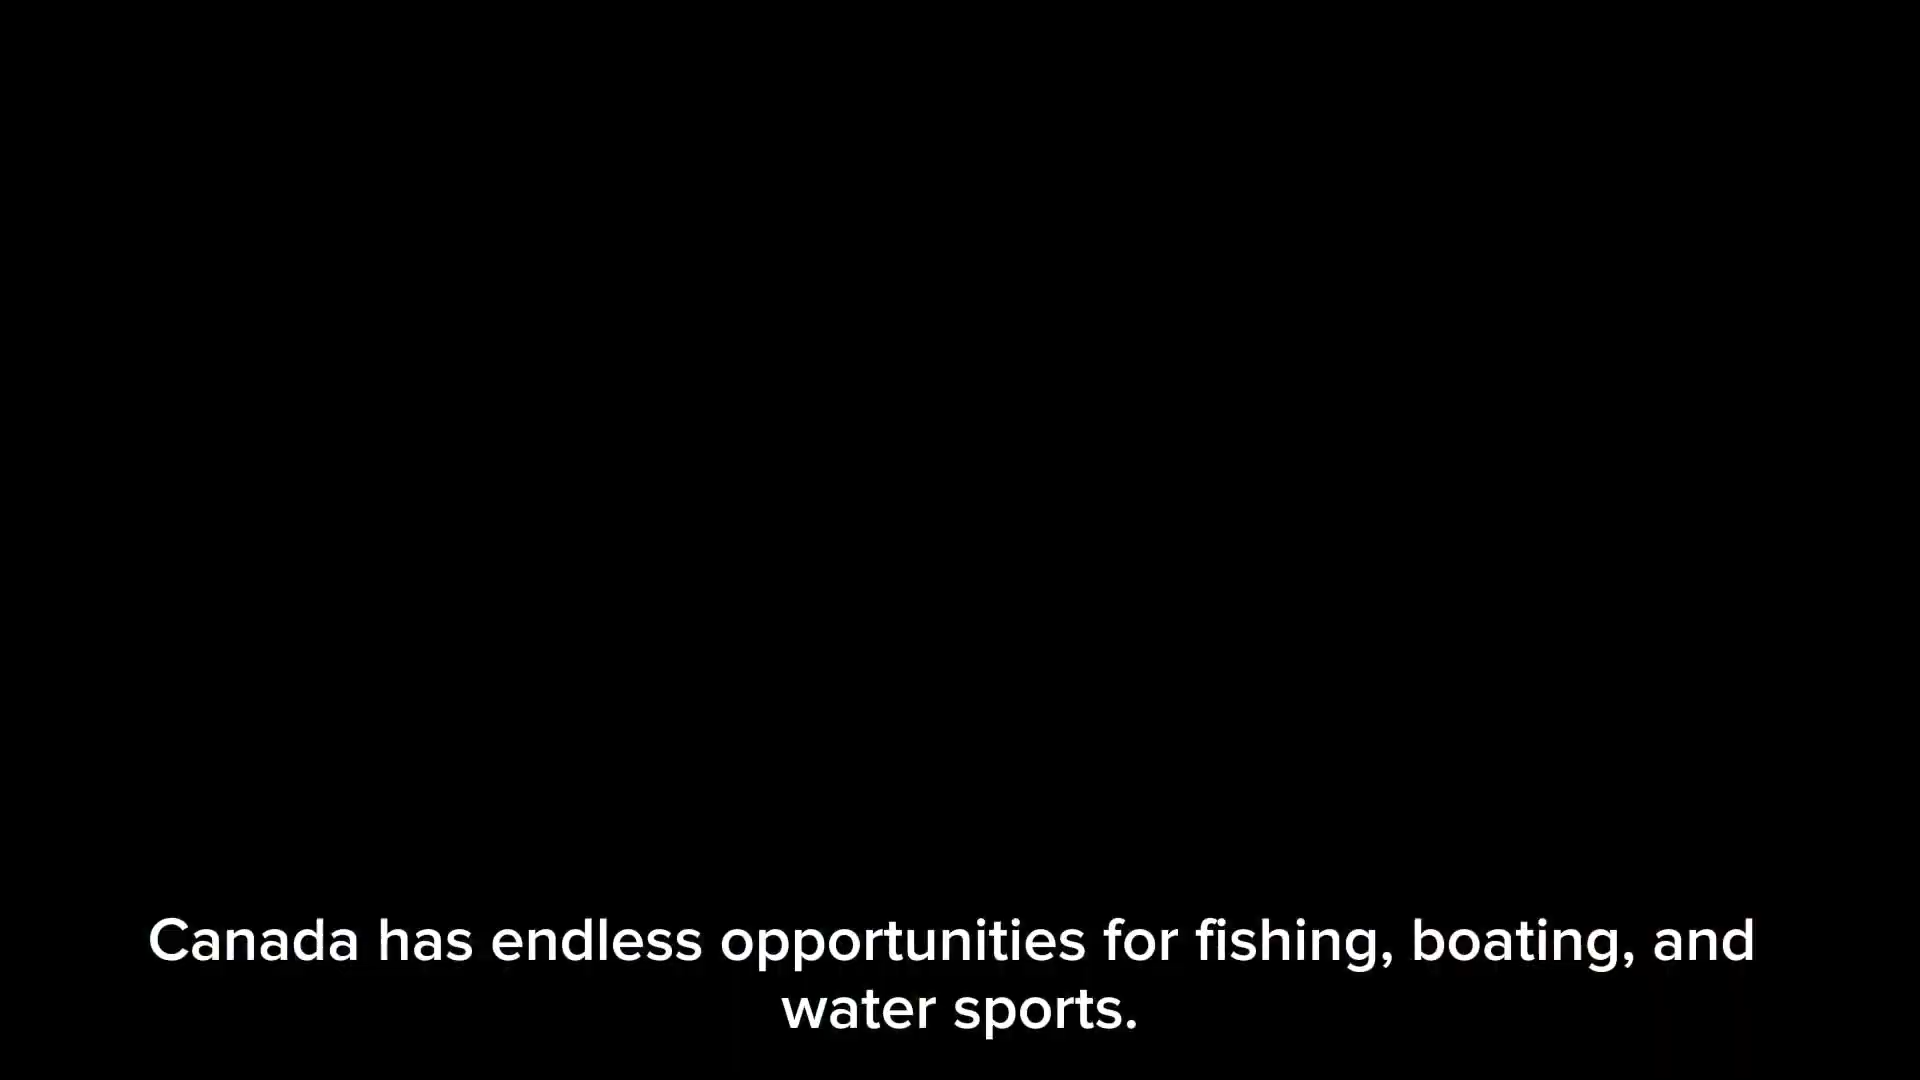 Canada has endless opportunities for fishing, boating, and
water sports.